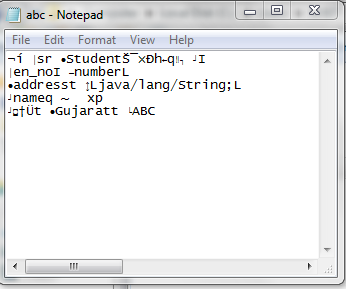 abc - Notepad
File Edit Format View Help
¬í |sr ●StudentŠ¯×Ðh←q‼┐ ┘I
|en_noI −numberL
●addresst ↕Ljava/lang/String;L
┘nameq ~ xp
┘◘†Üt ●Gujaratt └ABC